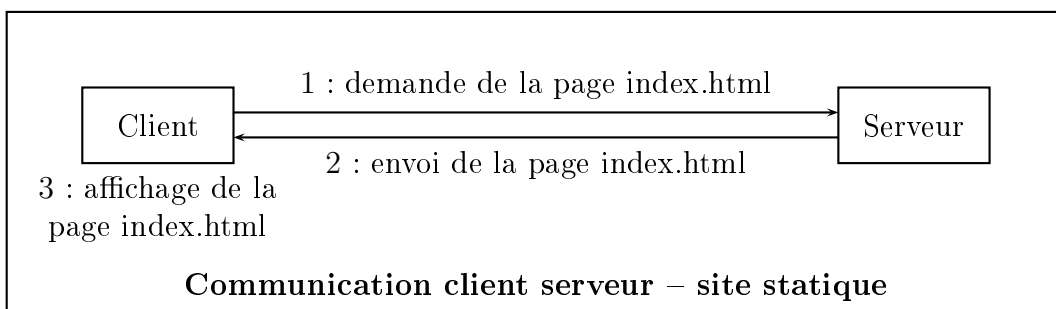 1 : demande de la page index.html
Client
Serveur
2 : envoi de la page index.html
3 : affichage de la
page index.html
Communication client serveur – site statique